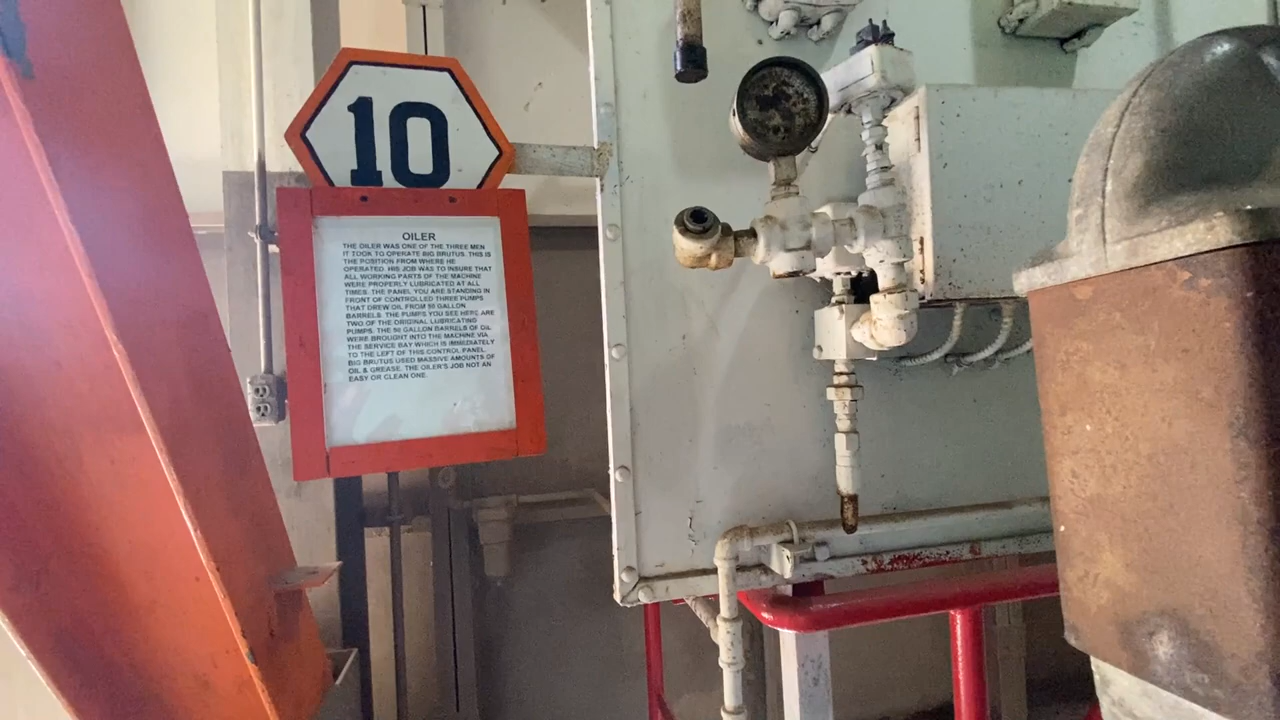 10
OILER
THE OILER WAS ONE OF THE THREE MEN
IT TOOK TO OPERATE BIG BRUTUS. THIS IS
THE POSITION FROM WHERE HE
OPERATED. HIS JOB WAS TO INSURE THAT
ALL WORKING PARTS OF THE MACHINE
WERE PROPERLY LUBRICATED AT ALL
TIMES. THE PANEL YOU ARE STANDING IN
FRONT OF CONTROLLED THREE PUMPS
THAT DREW OIL FROM 55 GALLON
BARRELS. THE PUMPS YOU SEE HERE ARE
TWO OF THE ORIGINAL LUBRICATING
PUMPS. THE 55 GALLON BARRELS OF OIL
WERE BROUGHT INTO THE MACHINE VIA
THE SERVICE BAY WHICH IS IMMEDIATELY
TO THE LEFT OF THIS CONTROL PANEL.
BIG BRUTUS USED MASSIVE AMOUNTS OF
OIL & GREASE. THE OILER'S JOB NOT AN
EASY OR CLEAN ONE.